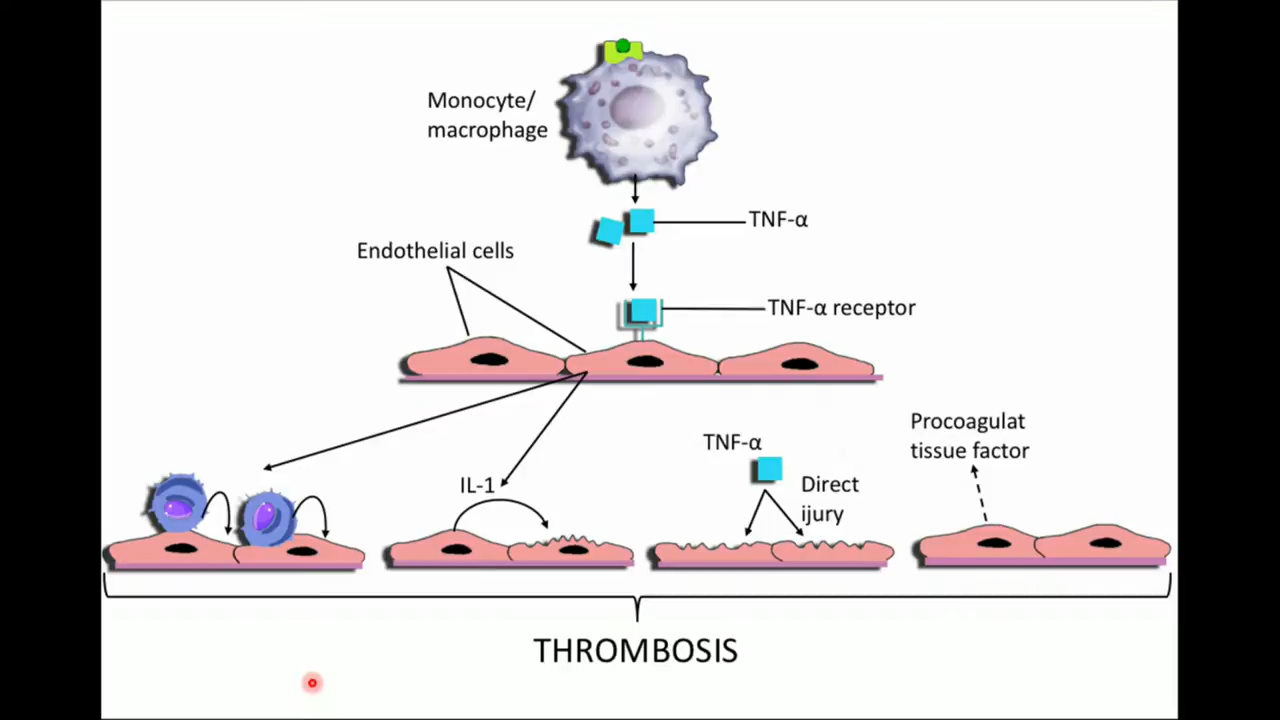 Monocyte/
macrophage
TNF-α
Endothelial cells
TNF-α receptor
Procoagulat
tissue factor
TNF-α
IL-1
Direct
ijury
THROMBOSIS